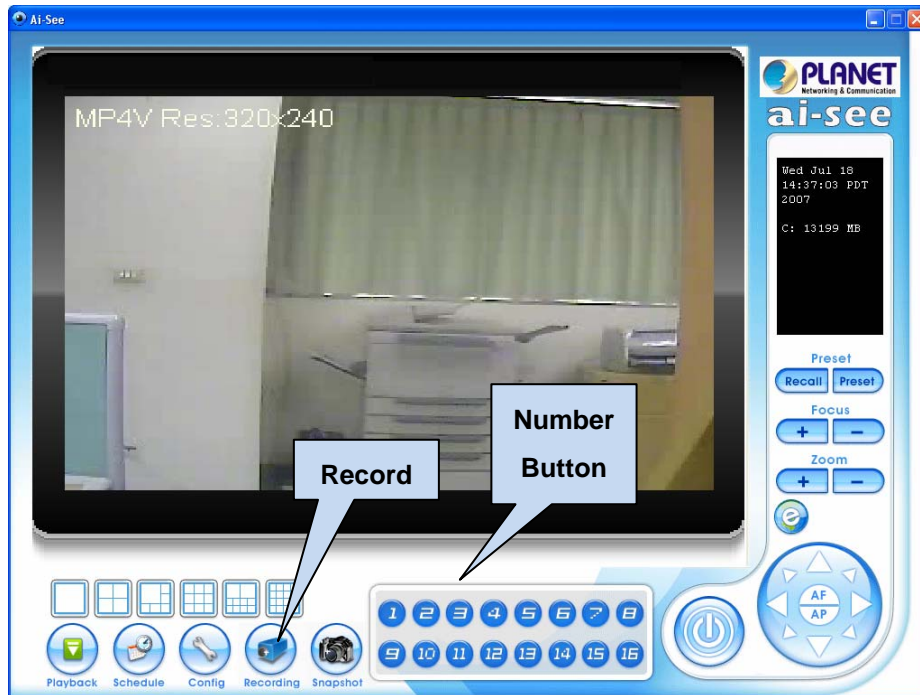 Ai-See
MP4V Res:320x240
PLANET
Networking & Communication
ai-see
Wed Jul 18
14:37:03 PDT
2007
C: 13199 MB
Preset
Recall Preset
Focus
+ −
Zoom
+ −
e
Number
Button
Record
1 2 3 4 5 6 7 8
9 10 11 12 13 14 15 16
AF
AP
Playback Schedule Config Recording Snapshot